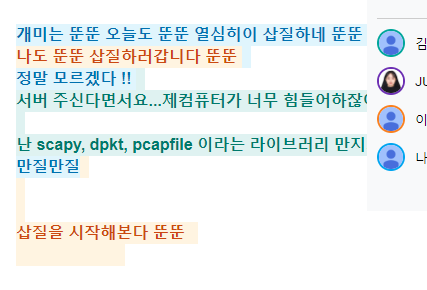 개미는 뚠뚠 오늘도 뚠뚠 열심히이 삽질하네 뚠뚠
나도 뚠뚠 삽질하러갑니다 뚠뚠
정말 모르겠다 !!
서버 주신다면서요...제컴퓨터가 너무 힘들어하잖아
난 scapy, dpkt, pcapfile 이라는 라이브러리 만지
만질만질
삽질을 시작해본다 뚠뚠
JU
이
나